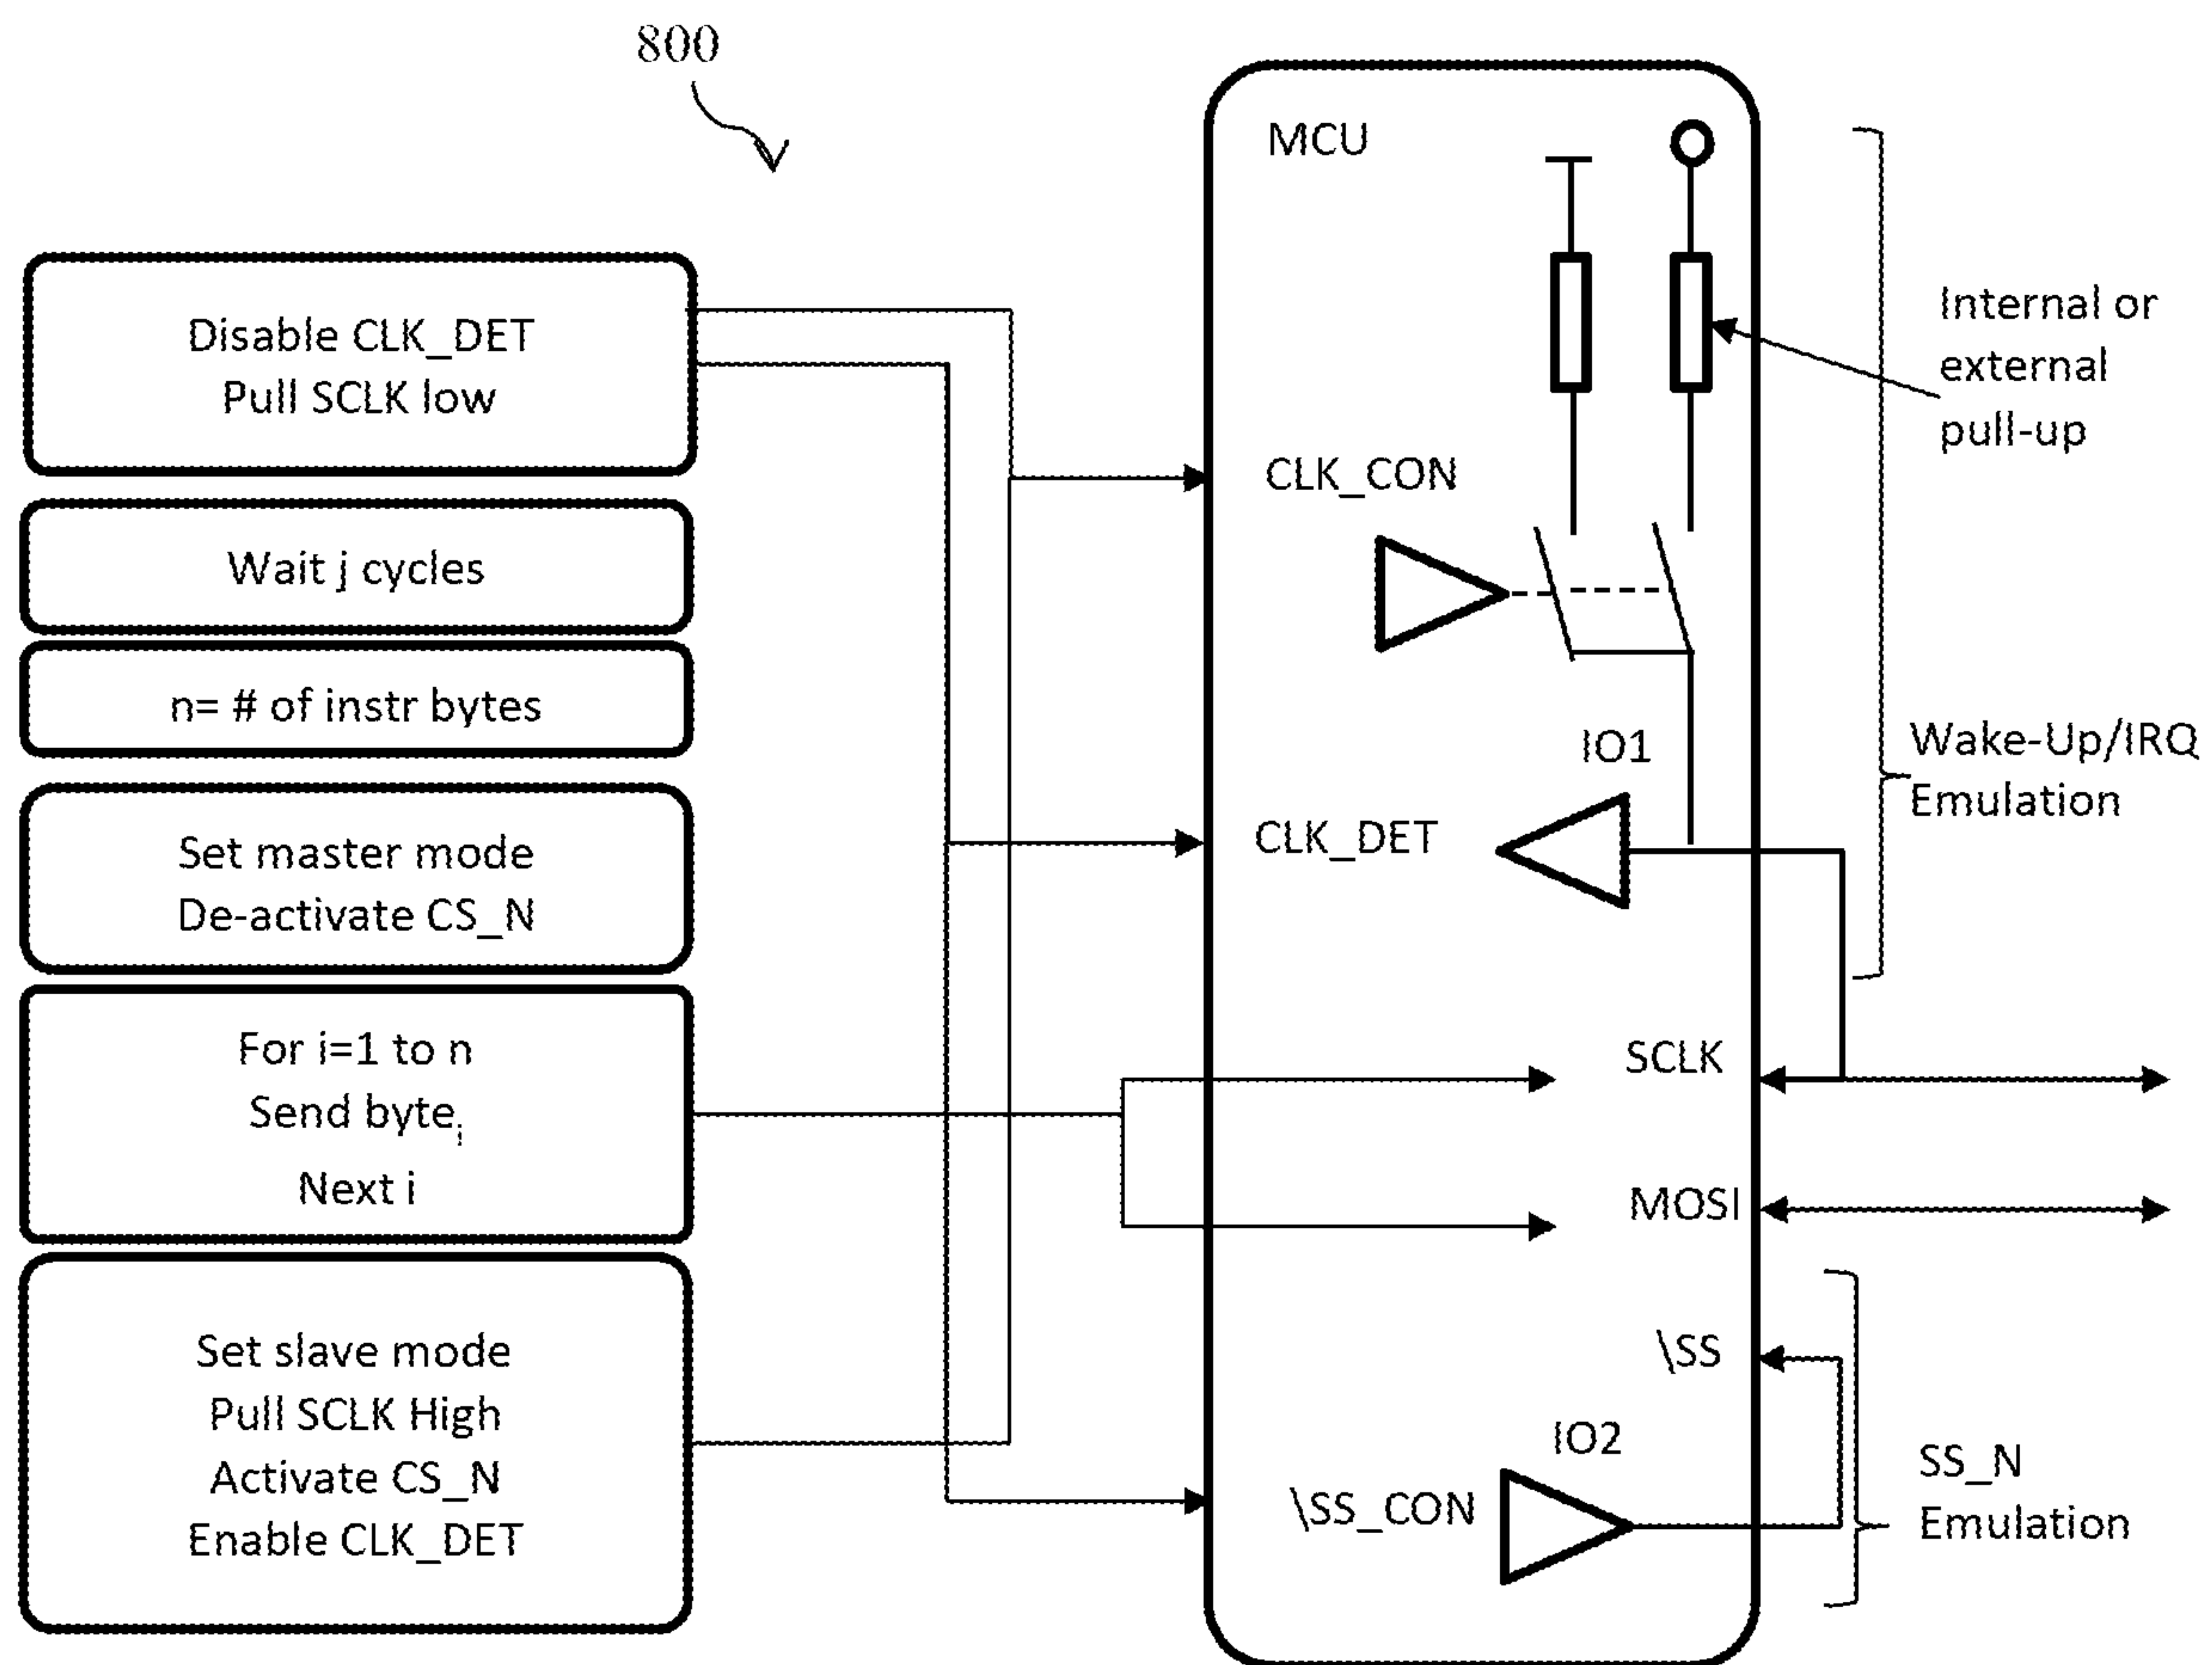 800
Disable CLK_DET
Pull SCLK low
Wait j cycles
n= # of instr bytes
Set master mode
De-activate CS_N
For i=1 to n
Send byteᵢ
Next i
Set slave mode
Pull SCLK High
Activate CS_N
Enable CLK_DET
MCU
CLK_CON
IO1
CLK_DET
SCLK
MOSI
\SS
IO2
\SS_CON
Internal or
external
pull-up
Wake-Up/IRQ
Emulation
SS_N
Emulation